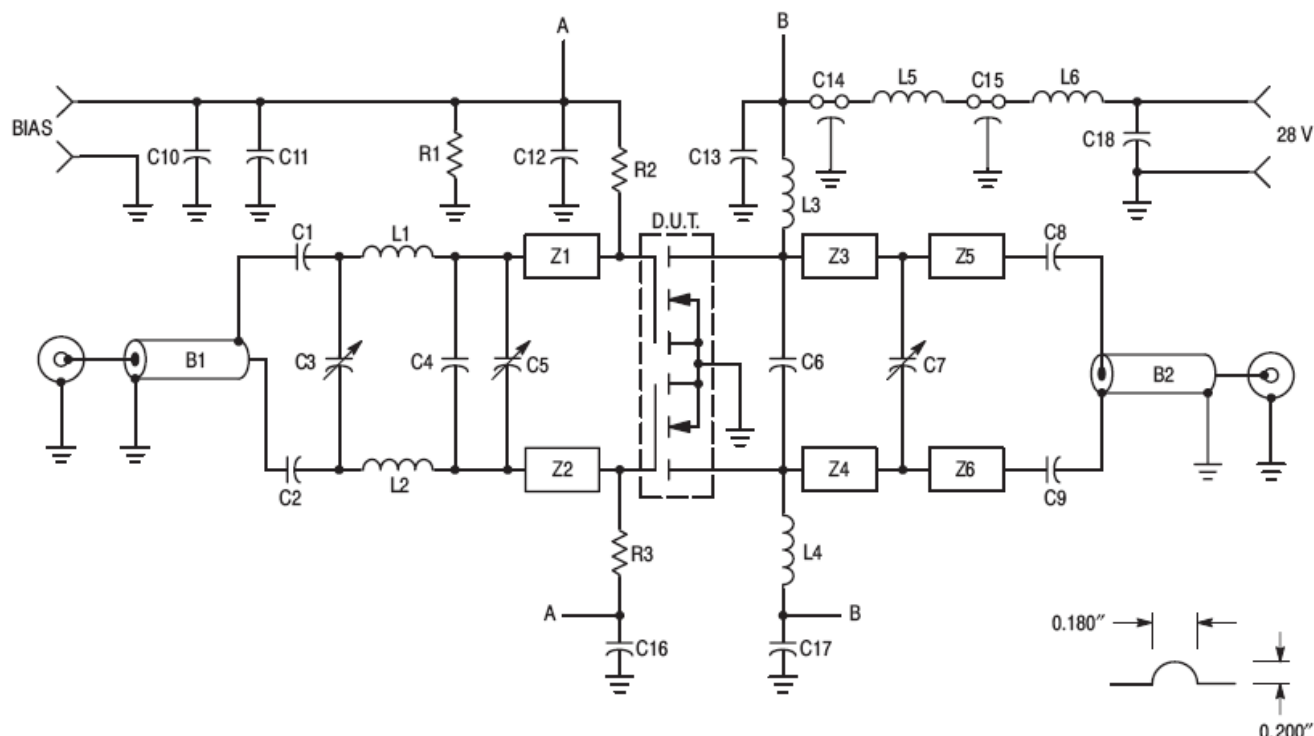 A
B
C14
L5
C15
L6
BIAS
C10
C11
R1
C12
R2
C13
L3
C18
28 V
D.U.T.
C1
L1
Z1
Z3
Z5
C8
B1
C3
C4
C5
C6
C7
B2
C2
L2
Z2
Z4
Z6
C9
R3
L4
A
B
C16
C17
0.180″
0.200″